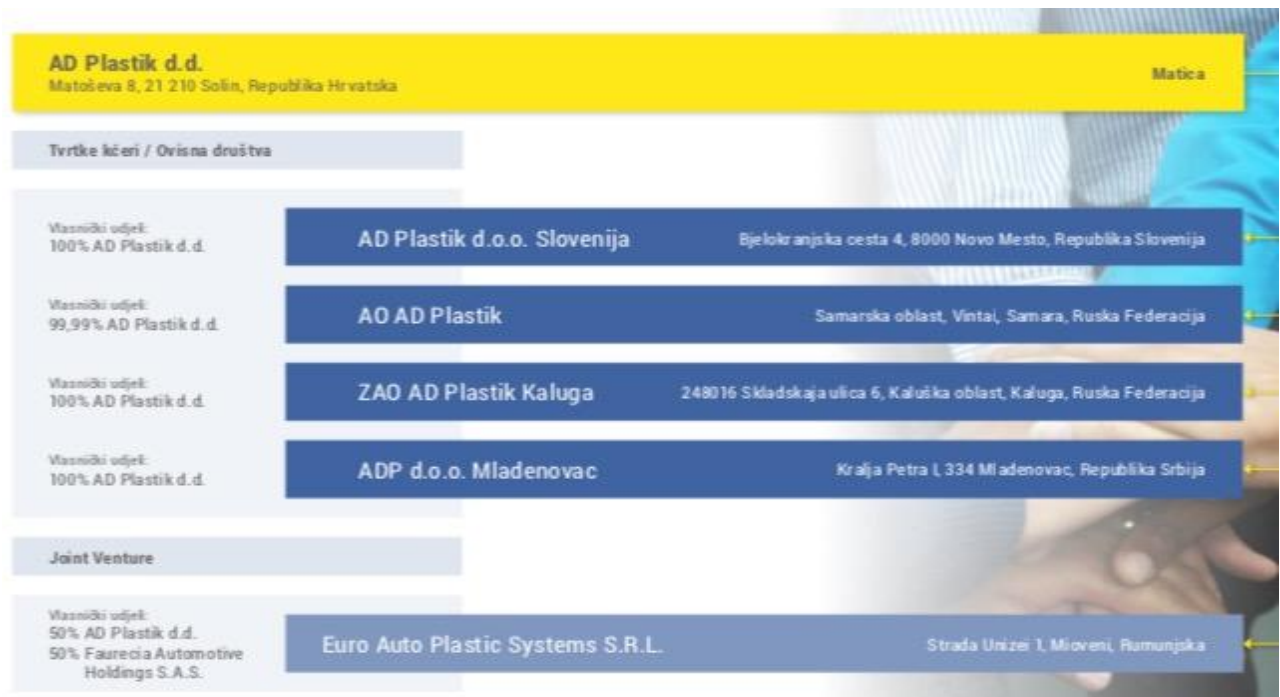 AD Plastik d.d.
Matoševa 8, 21 210 Solin, Republika Hrvatska
Matica
Tvrtke kćeri / Ovisna društva
Vlasnički udjel:
100% AD Plastik d.d.
AD Plastik d.o.o. Slovenija
Bjelokranjska cesta 4, 8000 Novo Mesto, Republika Slovenija
Vlasnički udjel:
99,99% AD Plastik d.d.
AO AD Plastik
Samarska oblast, Vintai, Samara, Ruska Federacija
Vlasnički udjel:
100% AD Plastik d.d.
ZAO AD Plastik Kaluga
248016 Skladskaja ulica 6, Kaluška oblast, Kaluga, Ruska Federacija
Vlasnički udjel:
100% AD Plastik d.d.
ADP d.o.o. Mladenovac
Kralja Petra I, 334 Mladenovac, Republika Srbija
Joint Venture
Vlasnički udjel:
50% AD Plastik d.d.
50% Faurecia Automotive
Holdings S.A.S.
Euro Auto Plastic Systems S.R.L.
Strada Unizei 1, Mioveni, Rumunjska